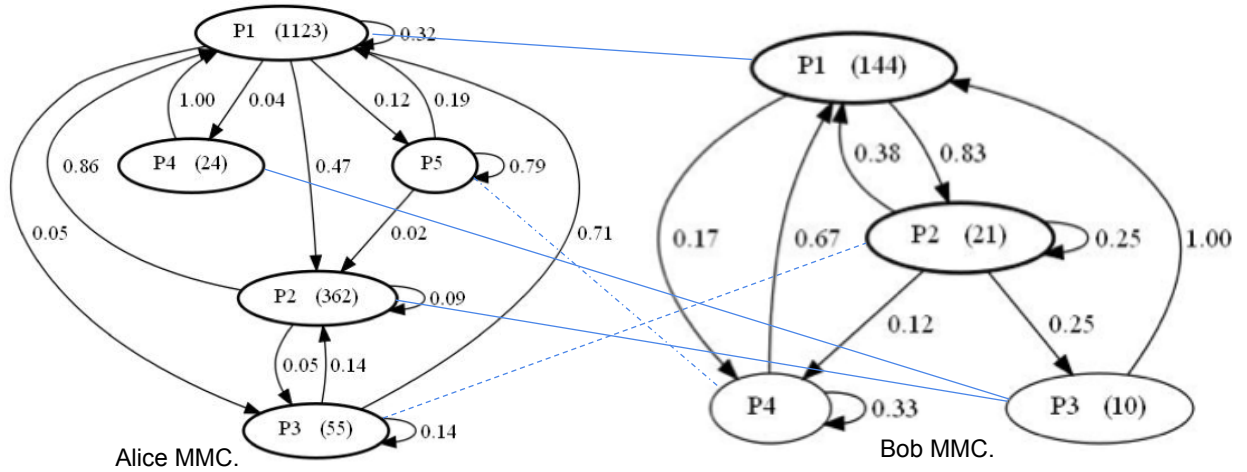 P1 (1123)
0.32
P1 (144)
1.00
0.04
0.12
0.19
P4 (24)
P5
0.79
0.86
0.47
0.38
0.83
0.05
0.02
0.71
0.17
0.67
P2 (21)
0.25
1.00
P2 (362)
0.09
0.12
0.25
0.05
0.14
P4
0.33
P3 (10)
P3 (55)
0.14
Alice MMC.
Bob MMC.